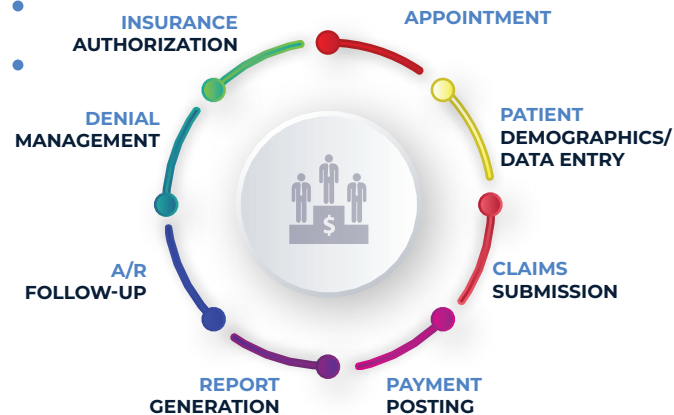 APPOINTMENT
PATIENT
DEMOGRAPHICS/
DATA ENTRY
CLAIMS
SUBMISSION
PAYMENT
POSTING
REPORT
GENERATION
A/R
FOLLOW-UP
DENIAL
MANAGEMENT
INSURANCE
AUTHORIZATION
$